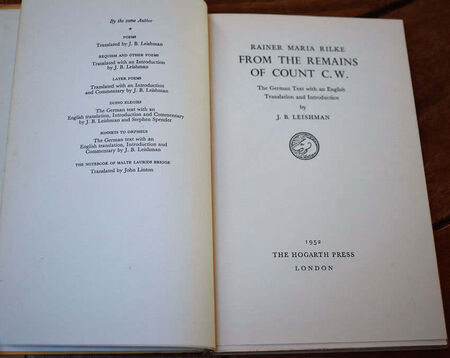 By the same Author
*
POEMS
Translated by J. B. Leishman
REQUIEM AND OTHER POEMS
Translated with an Introduction
by J. B. Leishman
LATER POEMS
Translated with an Introduction
and Commentary by J. B. Leishman
DUINO ELEGIES
The German text with an
English translation, Introduction and Commentary
by J. B. Leishman and Stephen Spender
SONNETS TO ORPHEUS
The German text with an
English translation, Introduction and
Commentary by J. B. Leishman
THE NOTEBOOK OF MALTE LAURIDS BRIGGE
Translated by John Linton
RAINER MARIA RILKE
FROM THE REMAINS
OF COUNT C.W.
The German Text with an English
Translation and Introduction
by
J. B. LEISHMAN
1952
THE HOGARTH PRESS
LONDON